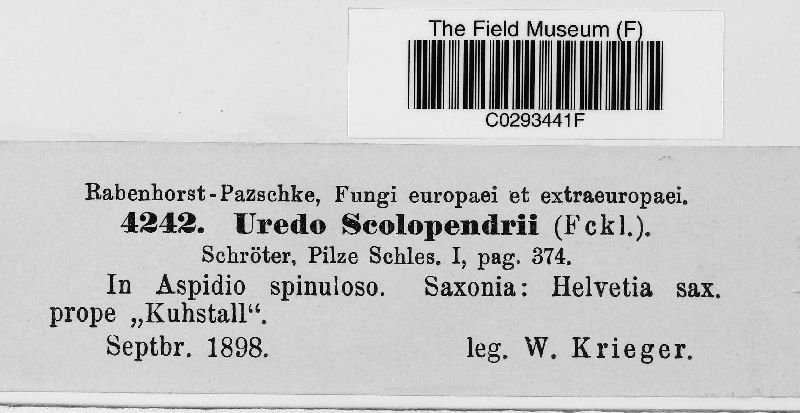 The Field Museum (F)
C0293441F
Rabenhorst-Pazschke, Fungi europaei et extraeuropaei.
4242. Uredo Scolopendrii (Fckl.).
Schröter, Pilze Schles. I, pag. 374.
In Aspidio spinuloso. Saxonia: Helvetia sax.
prope „Kuhstall“.
Septbr. 1898. leg. W. Krieger.